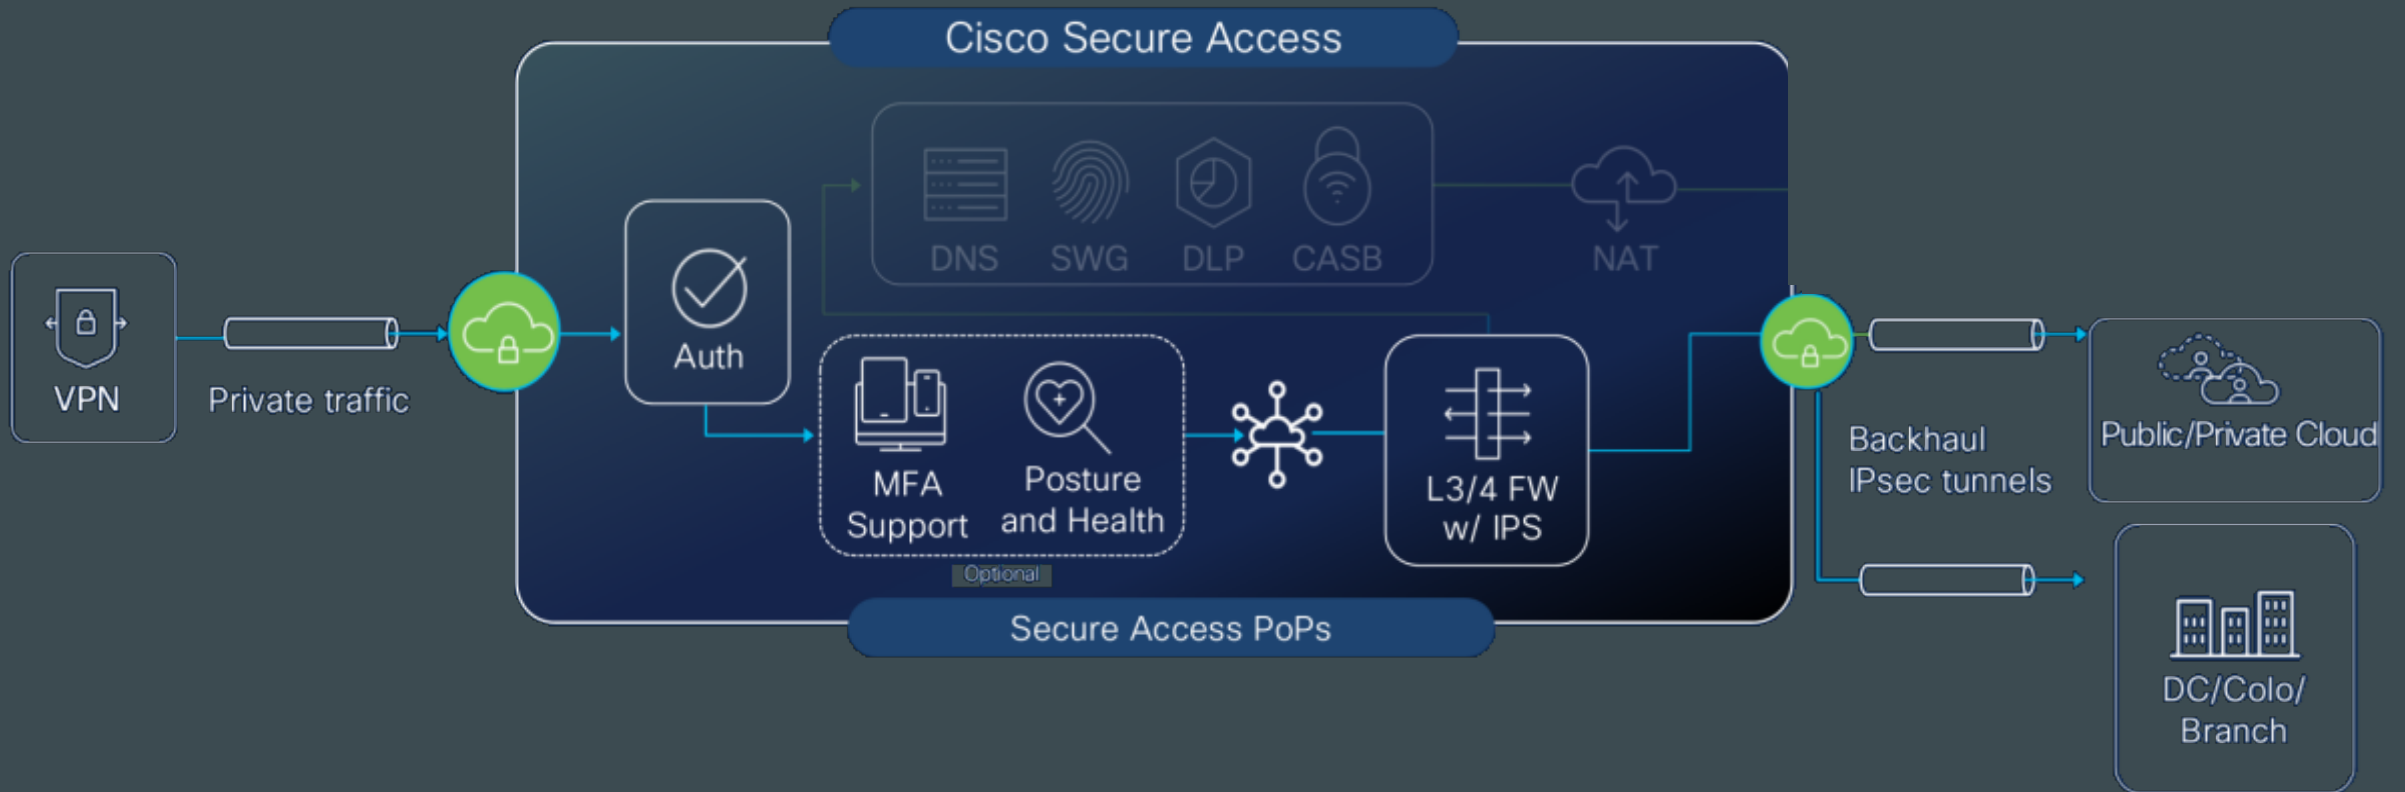 Cisco Secure Access
DNS
SWG
DLP
CASB
NAT
Auth
VPN
Private traffic
MFA
Support
Posture
and Health
Optional
L3/4 FW
w/ IPS
Backhaul
IPsec tunnels
Public/Private Cloud
DC/Colo/
Branch
Secure Access PoPs